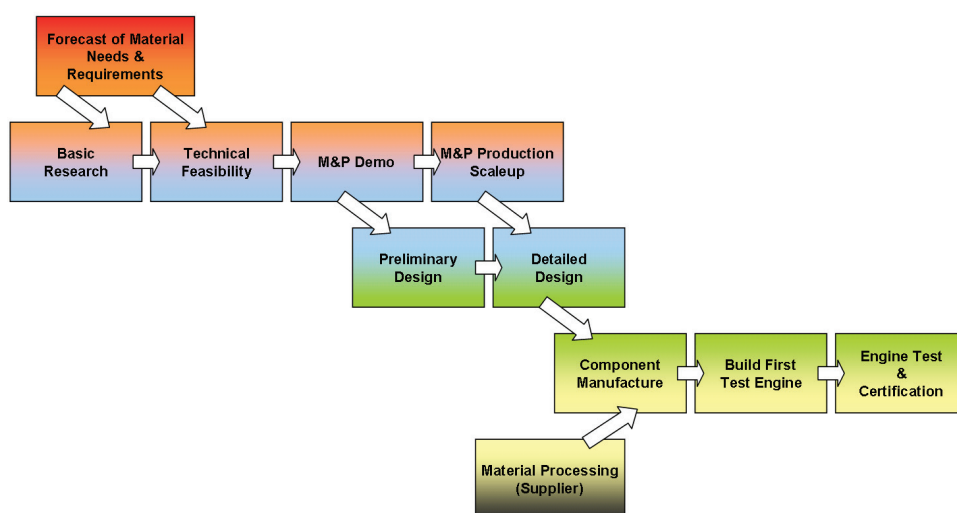 Forecast of Material
Needs &
Requirements
Basic
Research
Technical
Feasibility
M&P Demo
M&P Production
Scaleup
Preliminary
Design
Detailed
Design
Component
Manufacture
Build First
Test Engine
Engine Test
&
Certification
Material Processing
(Supplier)